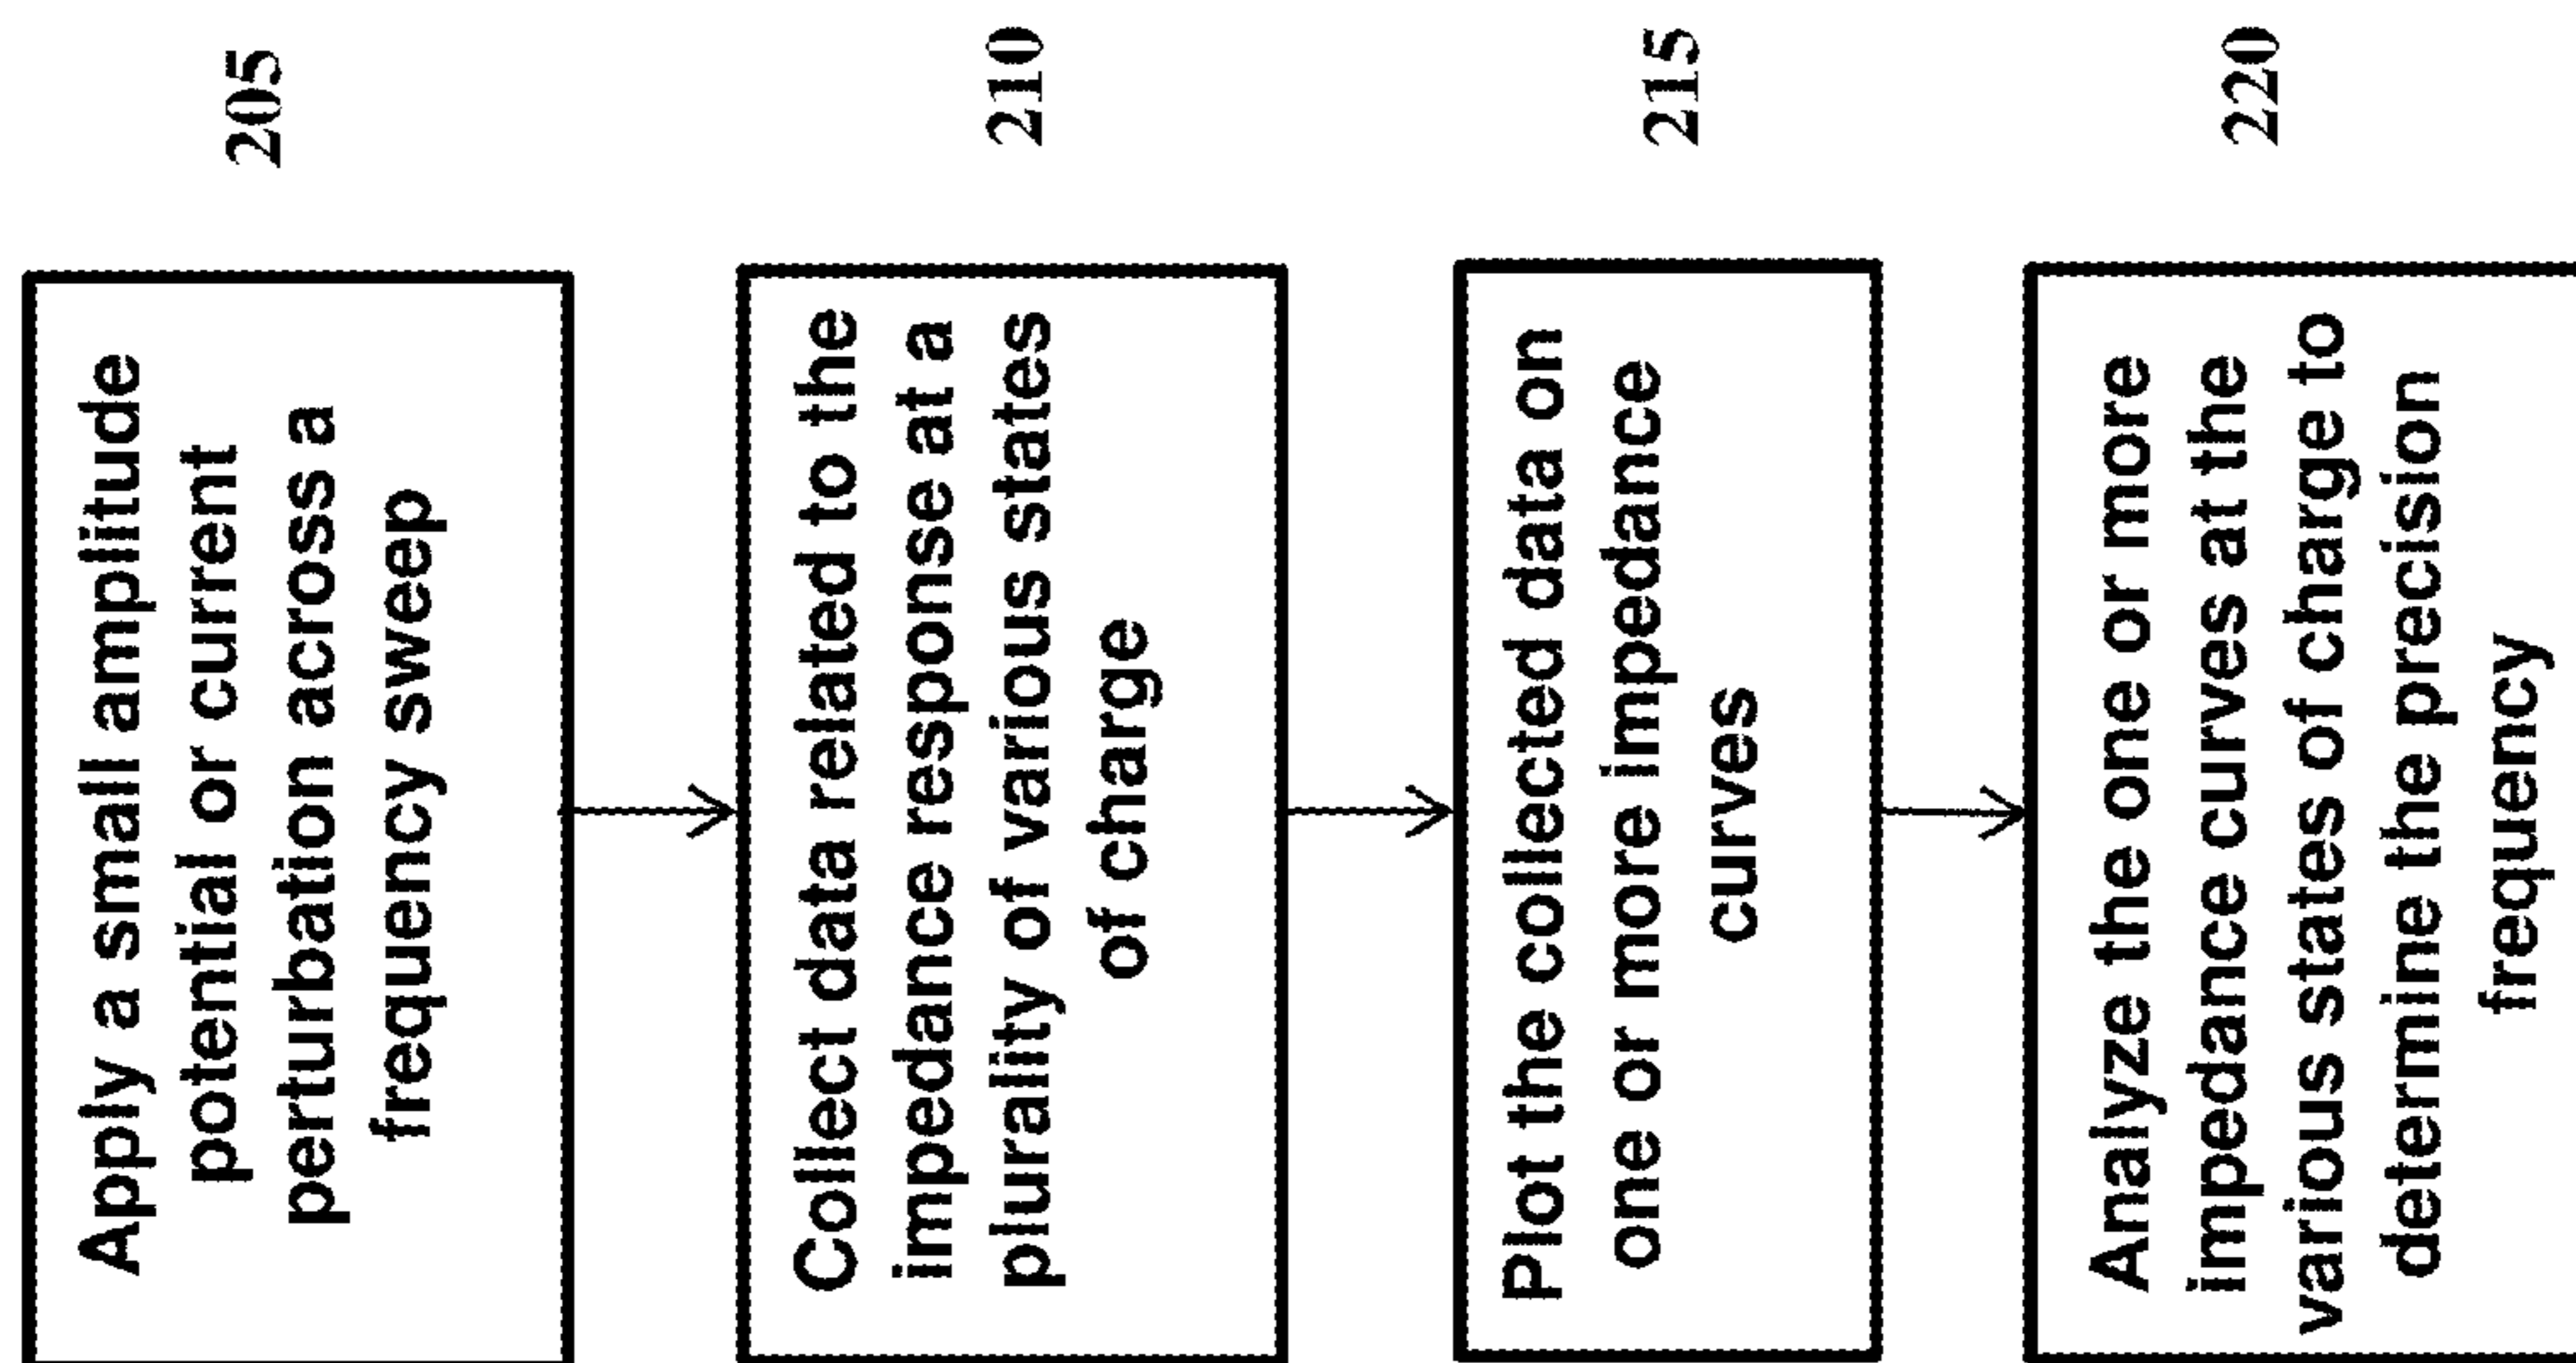 Apply a small amplitude
potential or current
perturbation across a
frequency sweep
205
Collect data related to the
impedance response at a
plurality of various states
of charge
210
Plot the collected data on
one or more impedance
curves
215
Analyze the one or more
impedance curves at the
various states of charge to
determine the precision
frequency
220